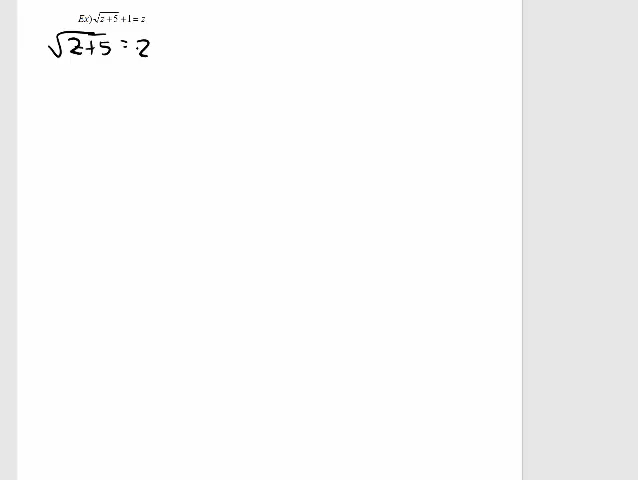 Ex) √z+5 + 1 = z
√z+5 = z